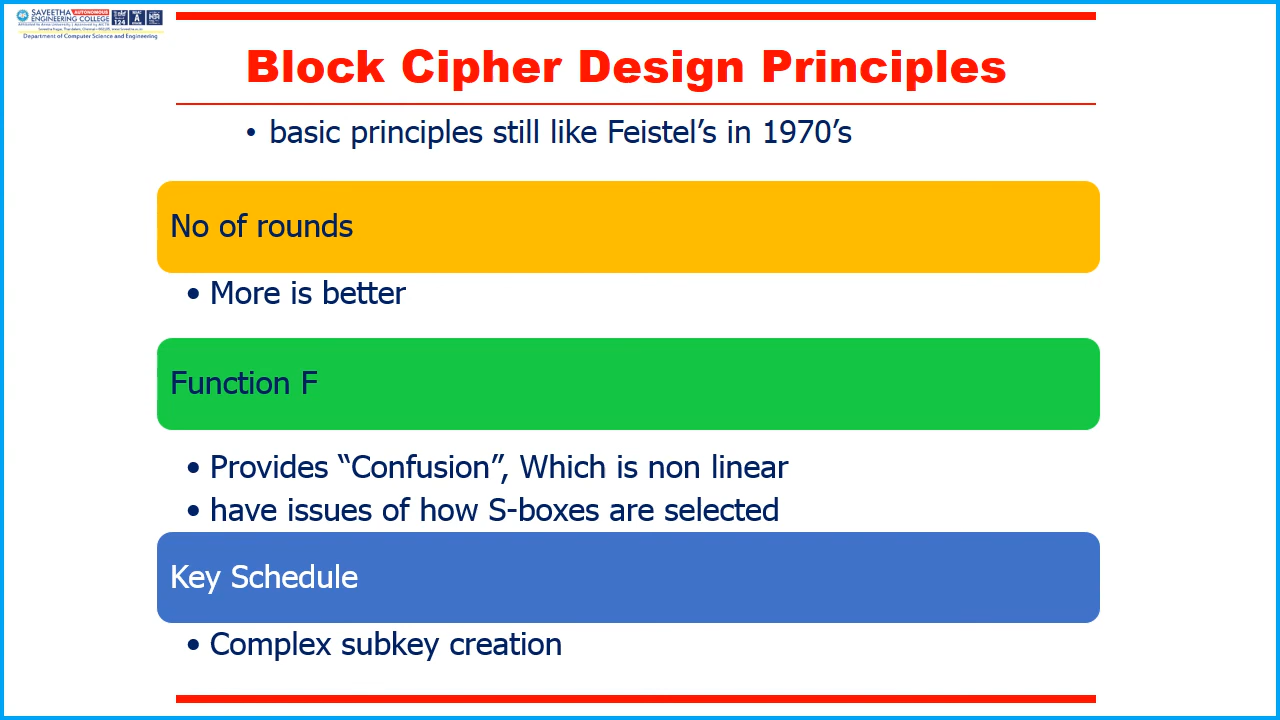 SAVEETHA AUTONOMOUS
ENGINEERING COLLEGE
Department of Computer Science and Engineering
Block Cipher Design Principles
• basic principles still like Feistel’s in 1970’s
No of rounds
• More is better
Function F
• Provides “Confusion”, Which is non linear
• have issues of how S-boxes are selected
Key Schedule
• Complex subkey creation